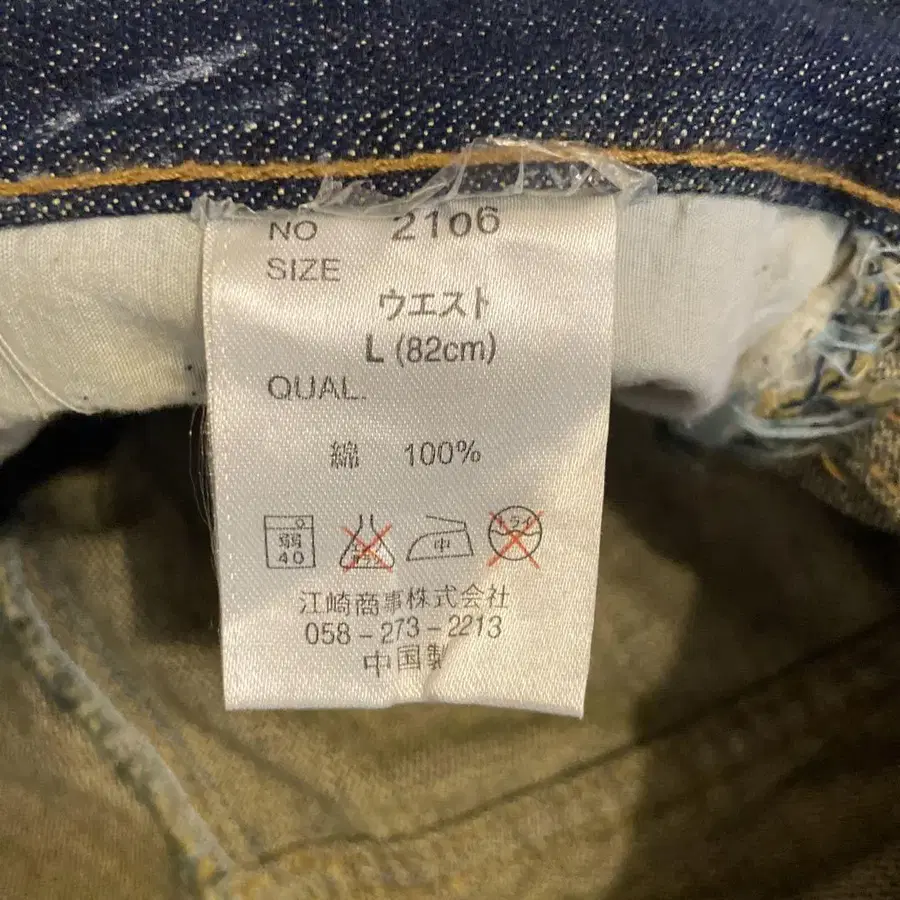 NO 2106
SIZE
ウエスト
L (82cm)
QUAL.
綿 100%
弱
40
中
江崎商事株式会社
058-273-2213
中国製